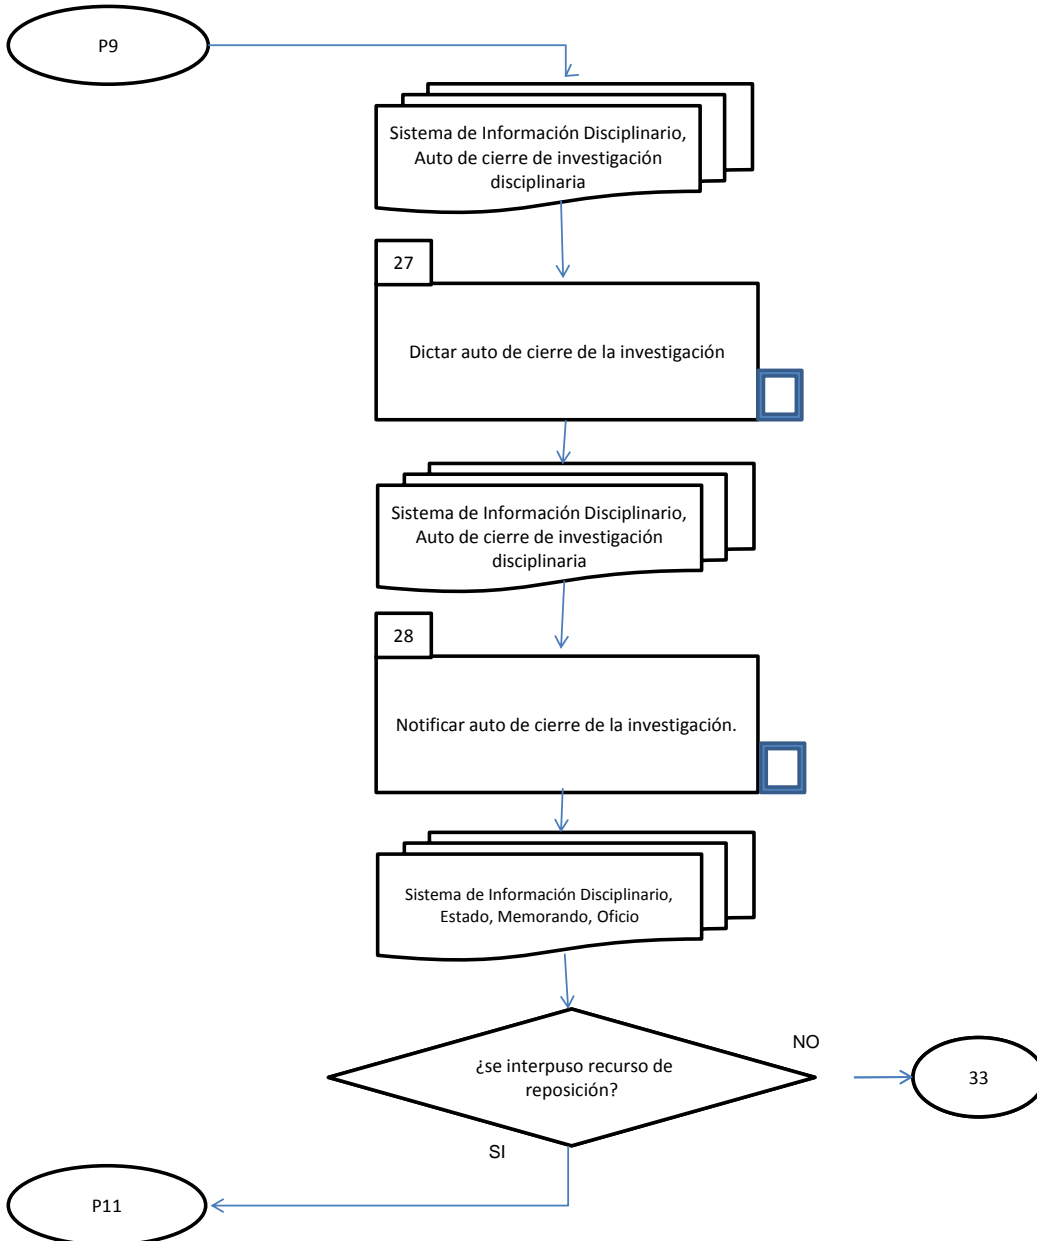 P9
Sistema de Información Disciplinario,
Auto de cierre de investigación
disciplinaria
27
Dictar auto de cierre de la investigación
Sistema de Información Disciplinario,
Auto de cierre de investigación
disciplinaria
28
Notificar auto de cierre de la investigación.
Sistema de Información Disciplinario,
Estado, Memorando, Oficio
¿se interpuso recurso de
reposición?
NO
33
SI
P11